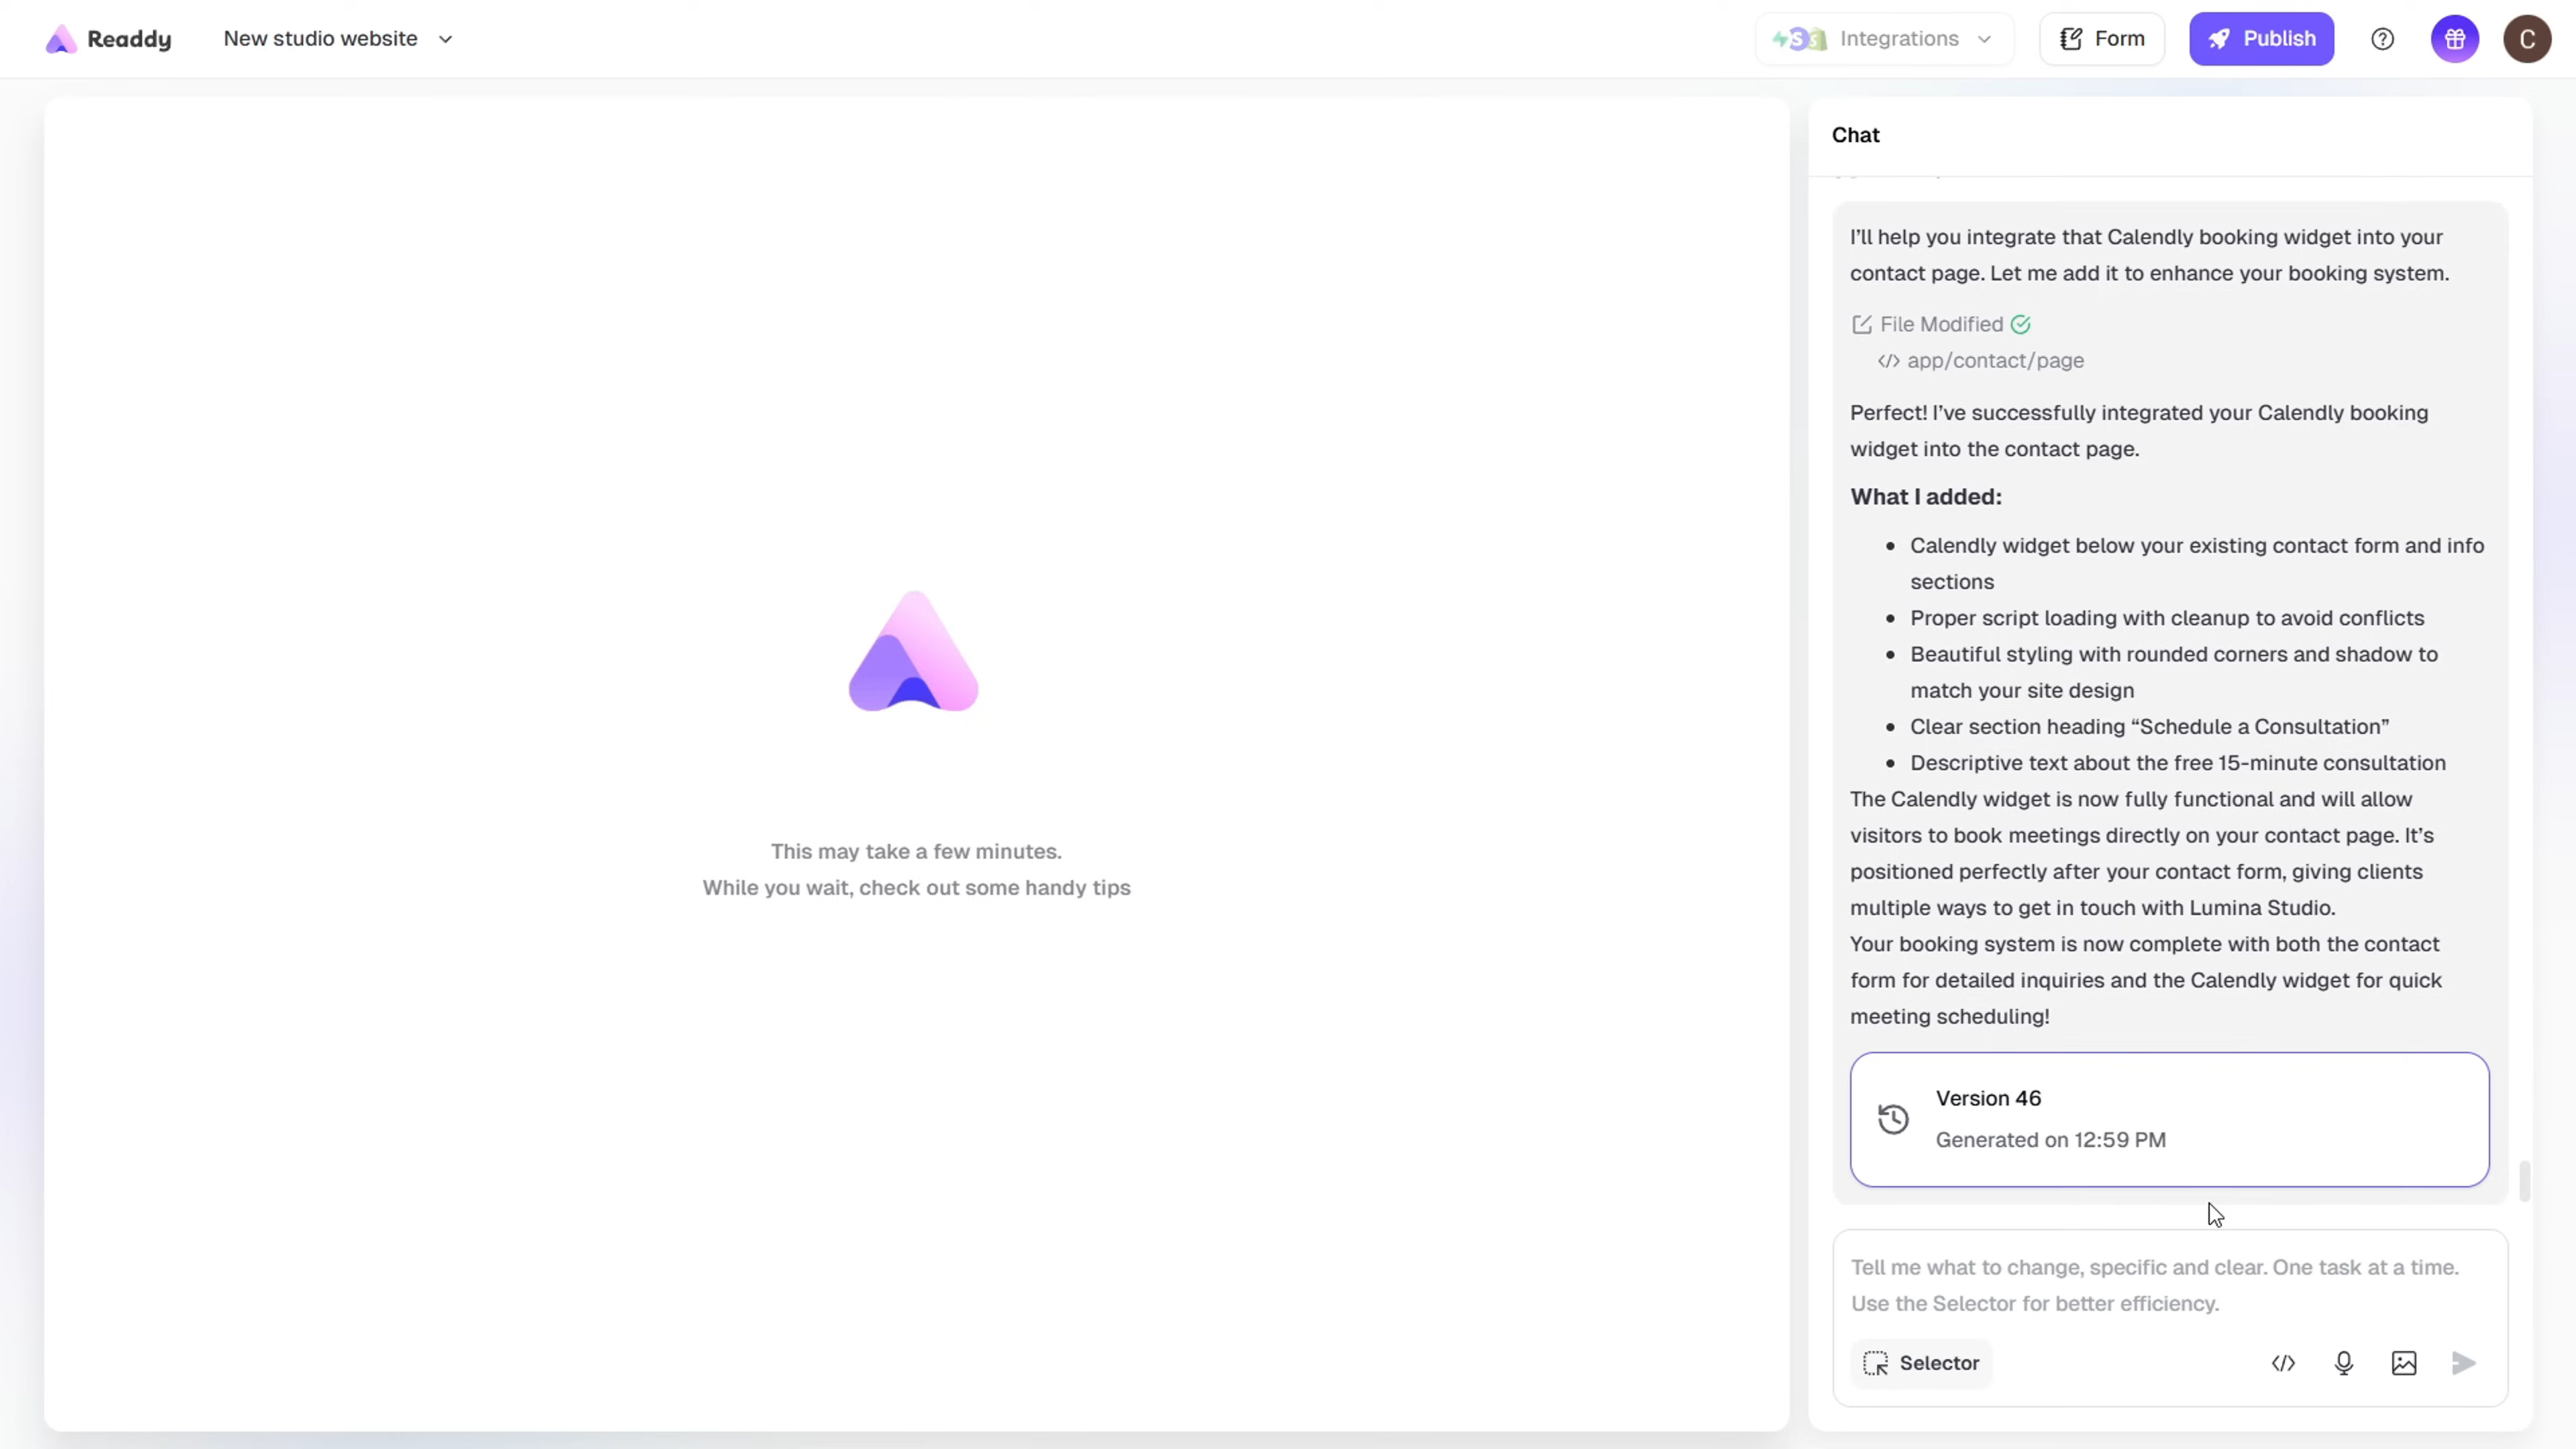 Readdy
New studio website
Integrations
Form
Publish
C
This may take a few minutes.
While you wait, check out some handy tips
Chat
I’ll help you integrate that Calendly booking widget into your
contact page. Let me add it to enhance your booking system.
File Modified
</> app/contact/page
Perfect! I’ve successfully integrated your Calendly booking
widget into the contact page.
What I added:
• Calendly widget below your existing contact form and info
sections
• Proper script loading with cleanup to avoid conflicts
• Beautiful styling with rounded corners and shadow to
match your site design
• Clear section heading “Schedule a Consultation”
• Descriptive text about the free 15-minute consultation
The Calendly widget is now fully functional and will allow
visitors to book meetings directly on your contact page. It’s
positioned perfectly after your contact form, giving clients
multiple ways to get in touch with Lumina Studio.
Your booking system is now complete with both the contact
form for detailed inquiries and the Calendly widget for quick
meeting scheduling!
Version 46
Generated on 12:59 PM
Tell me what to change, specific and clear. One task at a time.
Use the Selector for better efficiency.
Selector